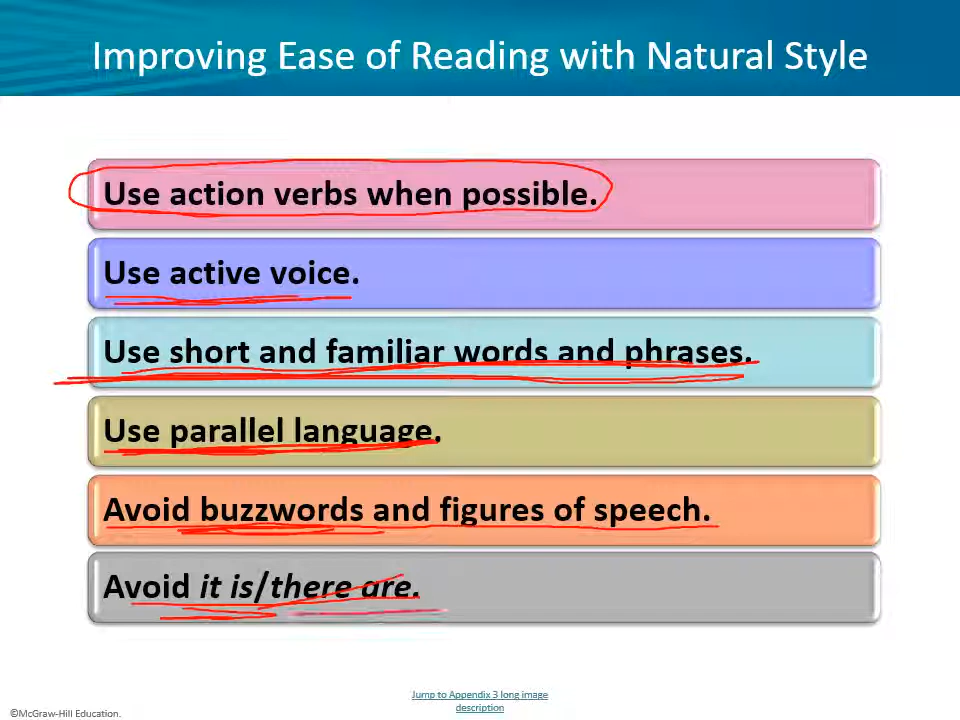 Improving Ease of Reading with Natural Style
Use action verbs when possible.
Use active voice.
Use short and familiar words and phrases.
Use parallel language.
Avoid buzzwords and figures of speech.
Avoid it is/there are.
Jump to Appendix 3 long image
description
©McGraw-Hill Education.